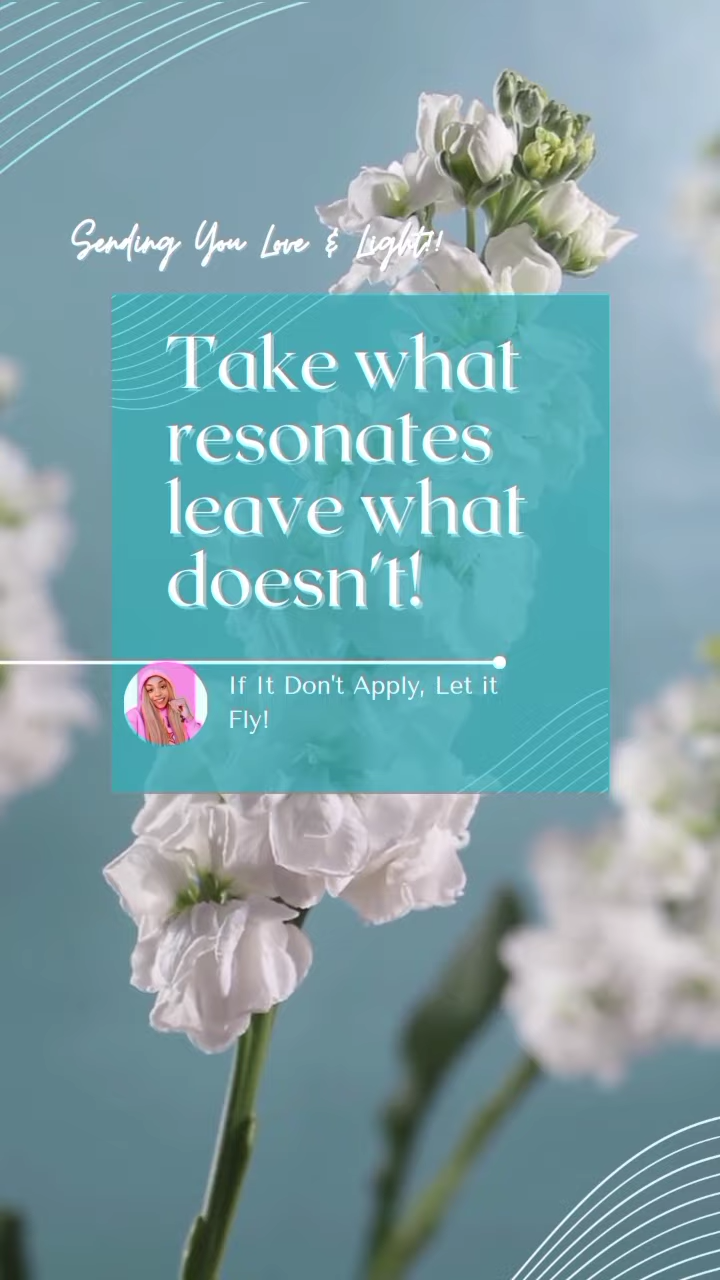 Sending You Love & Light!!
Take what
resonates
leave what
doesn't!
If It Don't Apply, Let it
Fly!